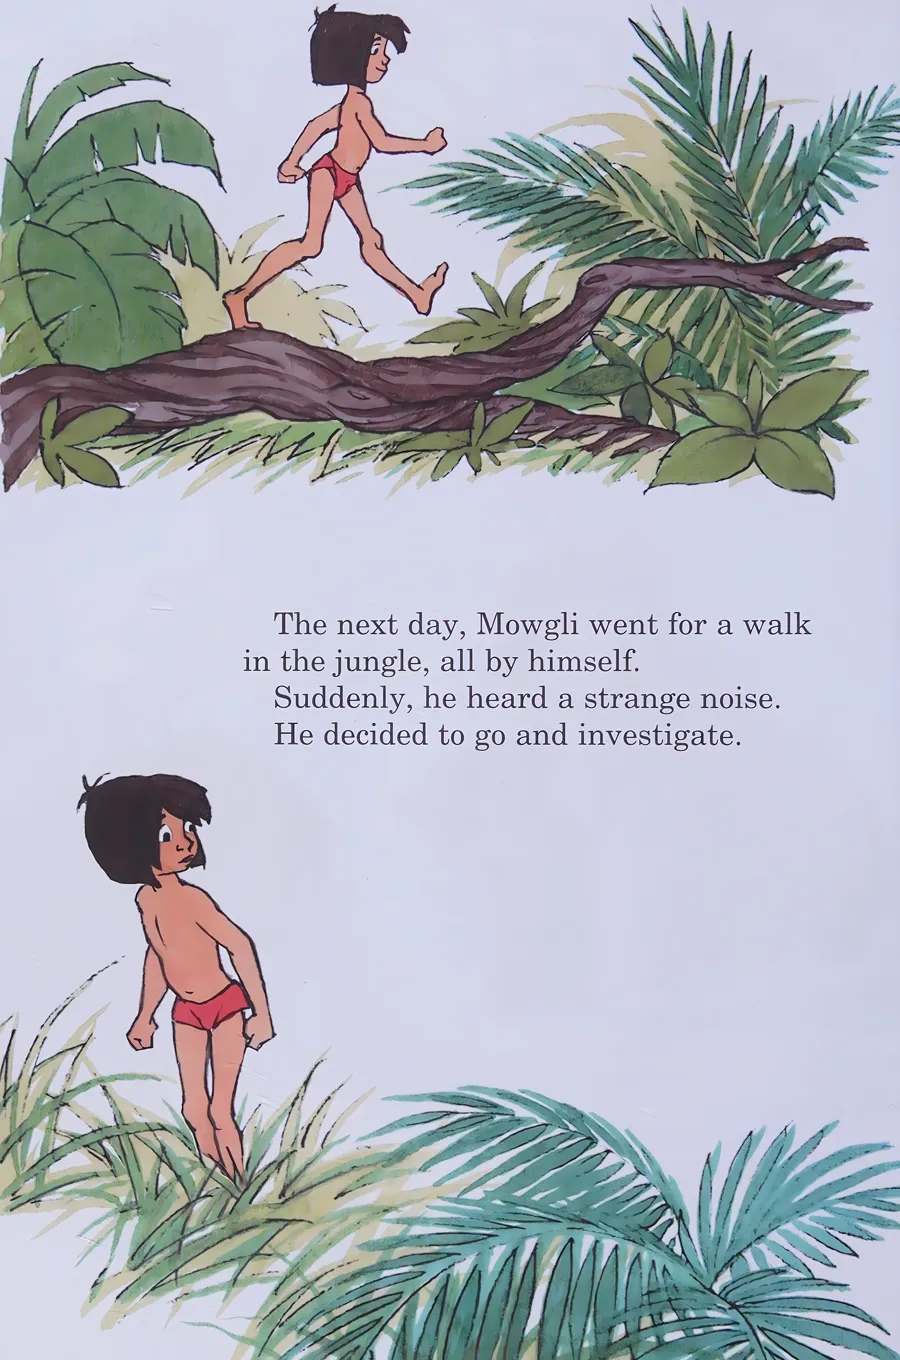 The next day, Mowgli went for a walk
in the jungle, all by himself.
Suddenly, he heard a strange noise.
He decided to go and investigate.